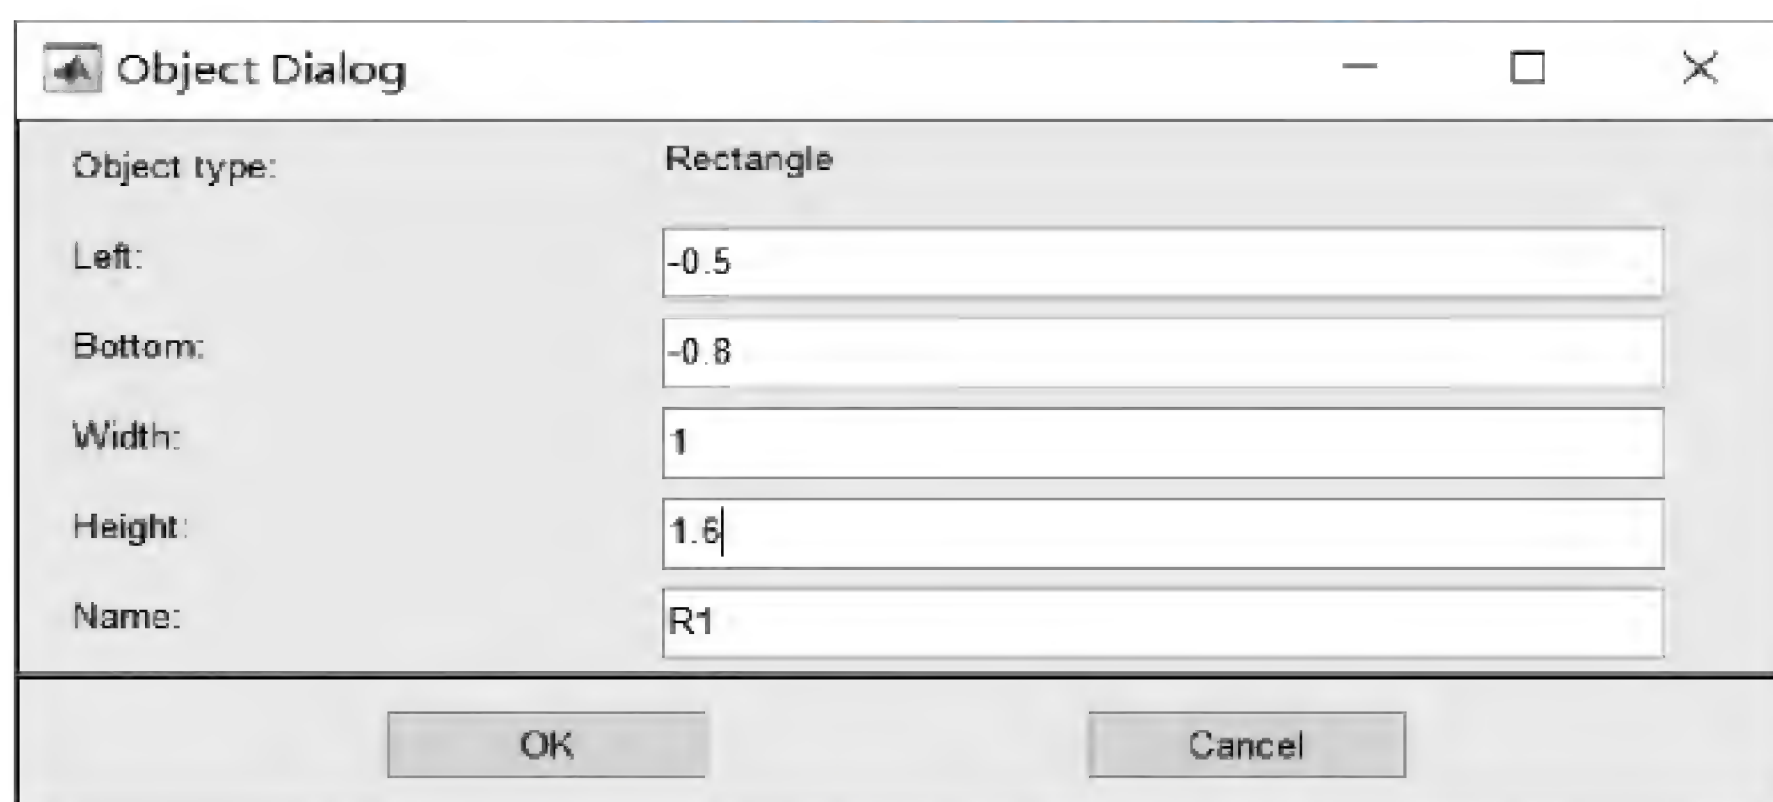 Object Dialog
Object type: Rectangle
Left: -0.5
Bottom: -0.8
Width: 1
Height: 1.6
Name: R1
OK Cancel